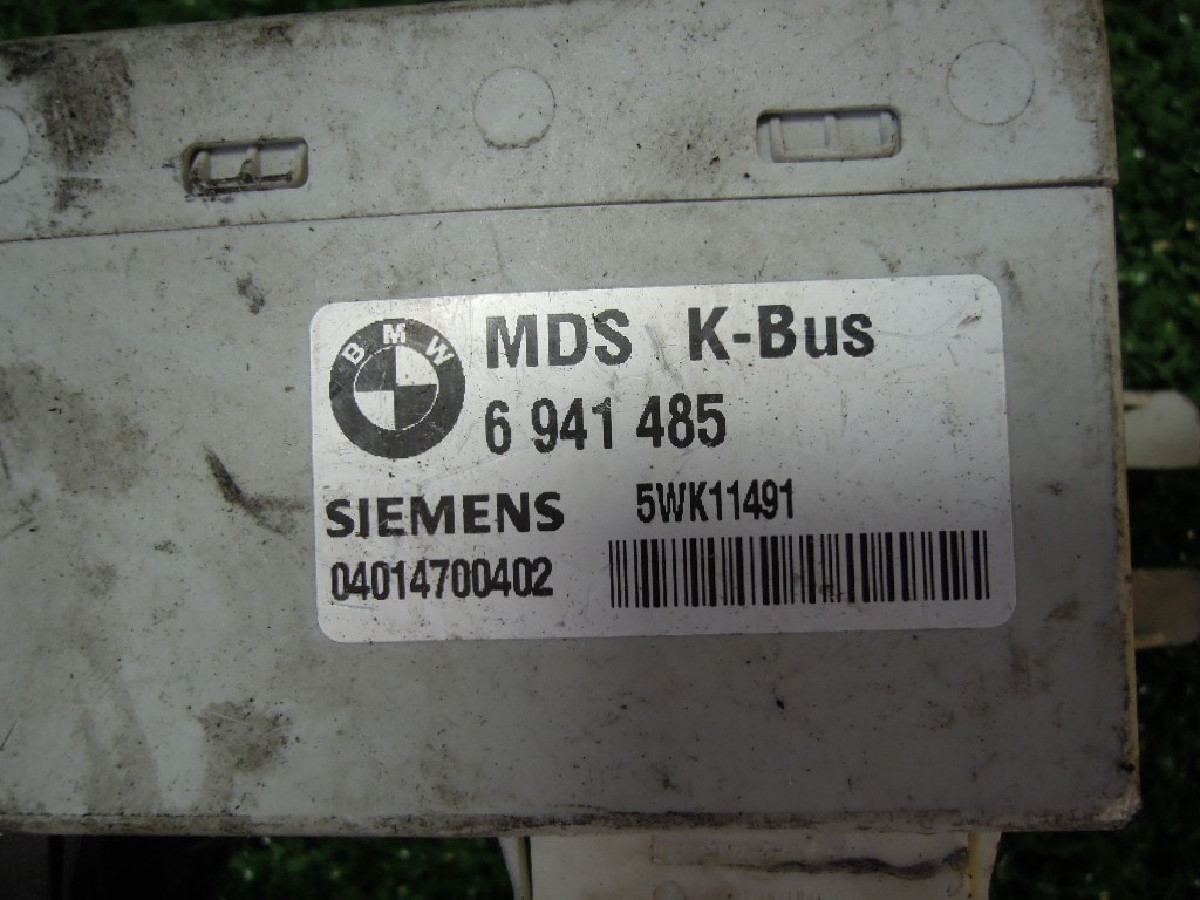 BMW
MDS K-Bus
6 941 485
SIEMENS 5WK11491
04014700402